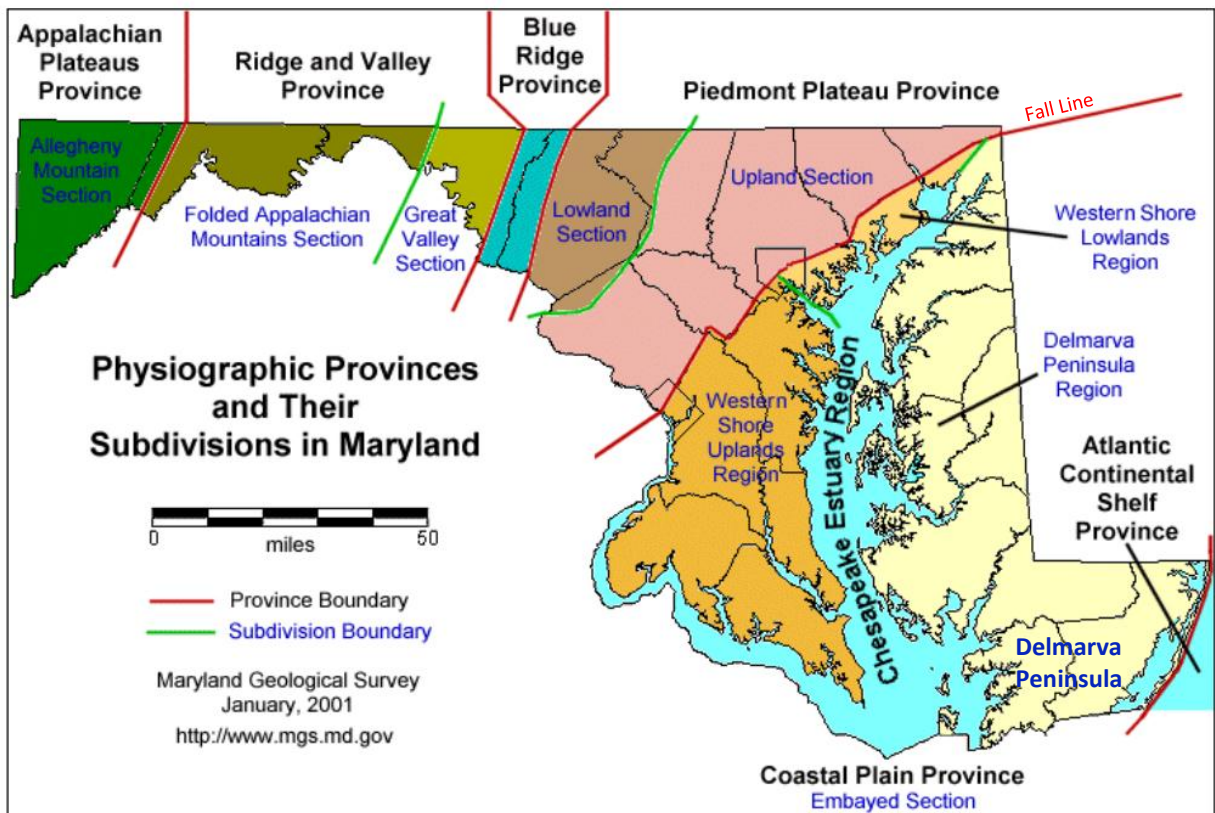 Appalachian
Plateaus
Province
Ridge and Valley
Province
Blue
Ridge
Province
Piedmont Plateau Province
Fall Line
Allegheny
Mountain
Section
Folded Appalachian
Mountains Section
Great
Valley
Section
Lowland
Section
Upland Section
Western Shore
Lowlands
Region
Delmarva
Peninsula
Region
Western
Shore
Uplands
Region
Chesapeake Estuary Region
Atlantic
Continental
Shelf
Province
Delmarva
Peninsula
Physiographic Provinces
and Their
Subdivisions in Maryland
0 50
miles
Province Boundary
Subdivision Boundary
Maryland Geological Survey
January, 2001
http://www.mgs.md.gov
Coastal Plain Province
Embayed Section